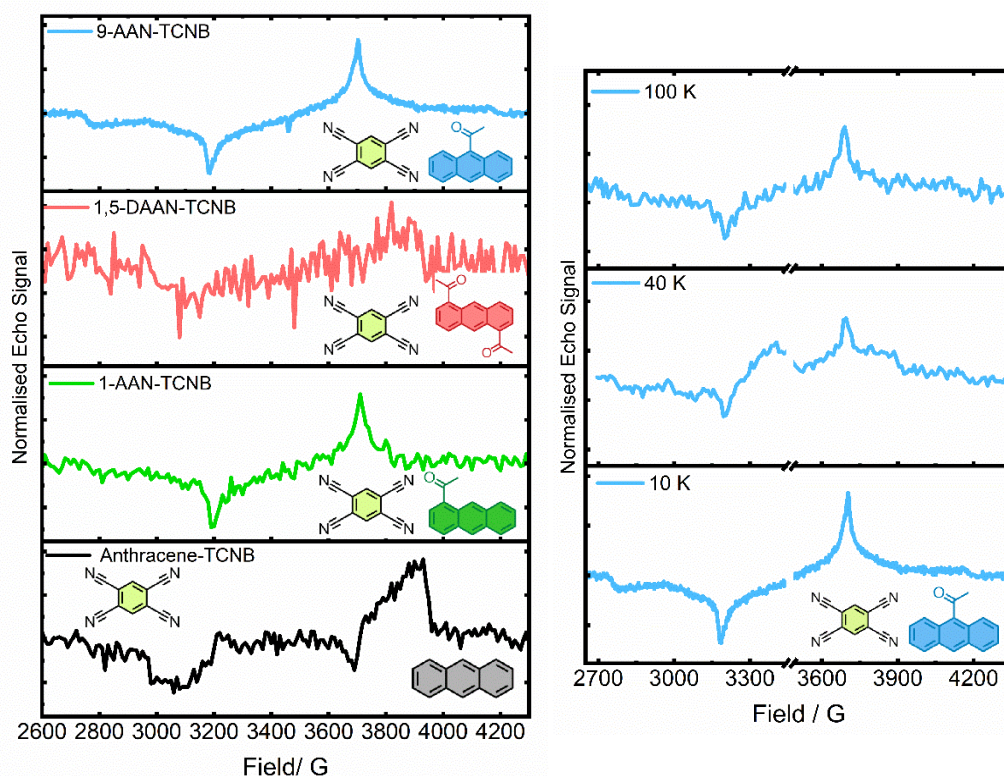 Normalised Echo Signal
9-AAN-TCNB
N
N
N
N
O
1,5-DAAN-TCNB
N
N
N
N
O
O
1-AAN-TCNB
N
N
N
N
O
Anthracene-TCNB
N
N
N
N
2600 2800 3000 3200 3400 3600 3800 4000 4200
Field/ G
Normalised Echo Signal
100 K
40 K
10 K
N
N
N
N
O
2700 3000 3300 3600 3900 4200
Field / G